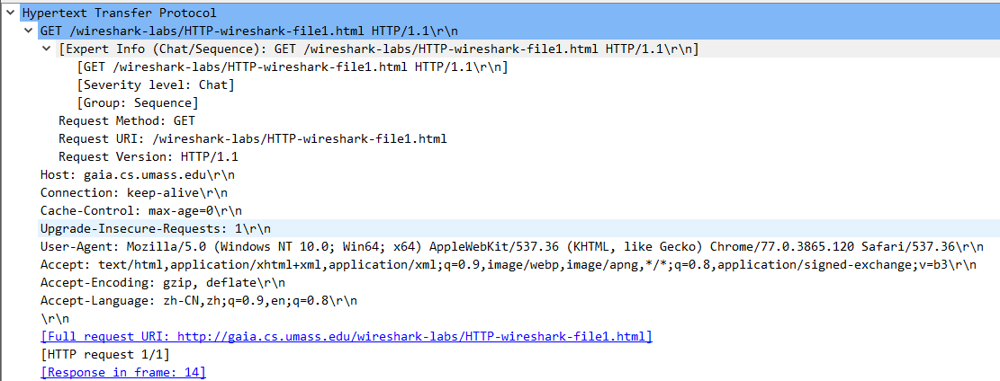 Hypertext Transfer Protocol
GET /wireshark-labs/HTTP-wireshark-file1.html HTTP/1.1\r\n
[Expert Info (Chat/Sequence): GET /wireshark-labs/HTTP-wireshark-file1.html HTTP/1.1\r\n]
[GET /wireshark-labs/HTTP-wireshark-file1.html HTTP/1.1\r\n]
[Severity level: Chat]
[Group: Sequence]
Request Method: GET
Request URI: /wireshark-labs/HTTP-wireshark-file1.html
Request Version: HTTP/1.1
Host: gaia.cs.umass.edu\r\n
Connection: keep-alive\r\n
Cache-Control: max-age=0\r\n
Upgrade-Insecure-Requests: 1\r\n
User-Agent: Mozilla/5.0 (Windows NT 10.0; Win64; x64) AppleWebKit/537.36 (KHTML, like Gecko) Chrome/77.0.3865.120 Safari/537.36\r\n
Accept: text/html,application/xhtml+xml,application/xml;q=0.9,image/webp,image/apng,*/*;q=0.8,application/signed-exchange;v=b3\r\n
Accept-Encoding: gzip, deflate\r\n
Accept-Language: zh-CN,zh;q=0.9,en;q=0.8\r\n
\r\n
[Full request URI: http://gaia.cs.umass.edu/wireshark-labs/HTTP-wireshark-file1.html]
[HTTP request 1/1]
[Response in frame: 14]